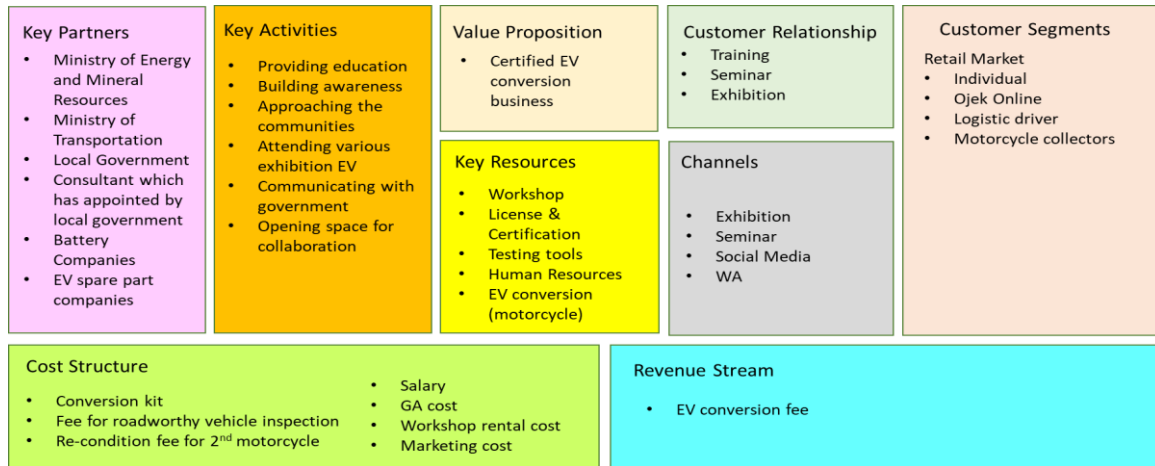 Key Partners
• Ministry of Energy
and Mineral
Resources
• Ministry of
Transportation
• Local Government
• Consultant which
has appointed by
local government
• Battery
Companies
• EV spare part
companies
Key Activities
• Providing education
• Building awareness
• Approaching the
communities
• Attending various
exhibition EV
• Communicating with
government
• Opening space for
collaboration
Value Proposition
• Certified EV
conversion
business
Key Resources
• Workshop
• License &
Certification
• Testing tools
• Human Resources
• EV conversion
(motorcycle)
Customer Relationship
• Training
• Seminar
• Exhibition
Channels
• Exhibition
• Seminar
• Social Media
• WA
Customer Segments
Retail Market
• Individual
• Ojek Online
• Logistic driver
• Motorcycle collectors
Cost Structure
• Conversion kit
• Fee for roadworthy vehicle inspection
• Re-condition fee for 2nd motorcycle
• Salary
• GA cost
• Workshop rental cost
• Marketing cost
Revenue Stream
• EV conversion fee